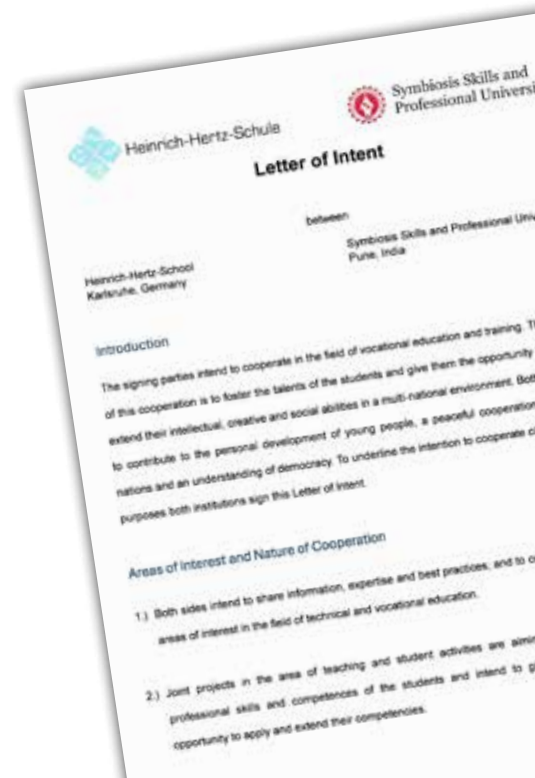 Heinrich-Hertz-Schule
Symbiosis Skills and
Professional Universi
Letter of Intent
between
Heinrich-Hertz-School
Karlsruhe, Germany
Symbiosis Skills and Professional Univ
Pune, India
Introduction
The signing parties intend to cooperate in the field of vocational education and training. Th
of this cooperation is to foster the talents of the students and give them the opportunity
extend their intellectual, creative and social abilities in a multi-national environment. Both
to contribute to the personal development of young people, a peaceful cooperation
nations and an understanding of democracy. To underline the intention to cooperate c
purposes both institutions sign this Letter of Intent.
Areas of Interest and Nature of Cooperation
1.) Both sides intend to share information, expertise and best practices, and to c
areas of interest in the field of technical and vocational education.
2.) Joint projects in the area of teaching and student activities are aimin
professional skills and competences of the students and intend to g
opportunity to apply and extend their competencies.